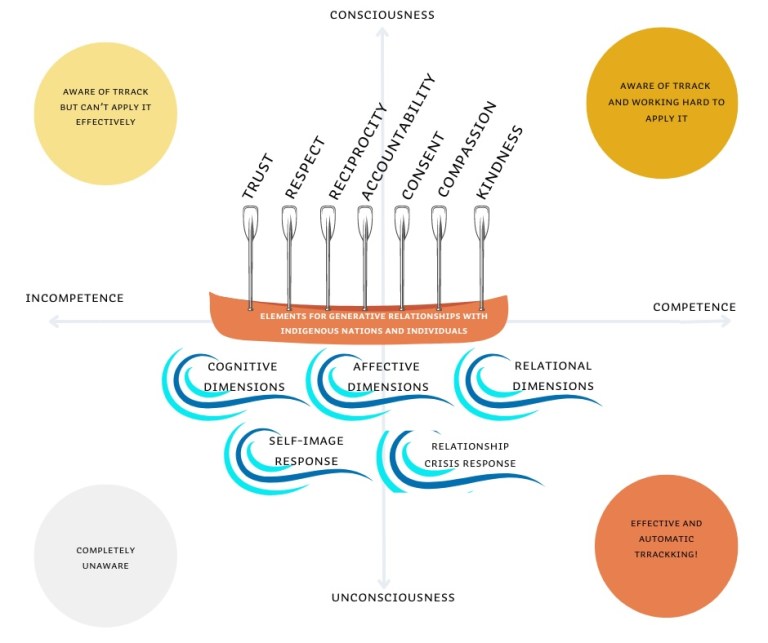 CONSCIOUSNESS
AWARE OF TRRACK
BUT CAN'T APPLY IT
EFFECTIVELY
AWARE OF TRRACK
AND WORKING HARD TO
APPLY IT
TRUST
RESPECT
RECIPROCITY
ACCOUNTABILITY
CONSENT
COMPASSION
KINDNESS
INCOMPETENCE
COMPETENCE
ELEMENTS FOR GENERATIVE RELATIONSHIPS WITH
INDIGENOUS NATIONS AND INDIVIDUALS
COGNITIVE
DIMENSIONS
AFFECTIVE
DIMENSIONS
RELATIONAL
DIMENSIONS
SELF-IMAGE
RESPONSE
RELATIONSHIP
CRISIS RESPONSE
COMPLETELY
UNAWARE
EFFECTIVE AND
AUTOMATIC
TRRACKKING!
UNCONSCIOUSNESS